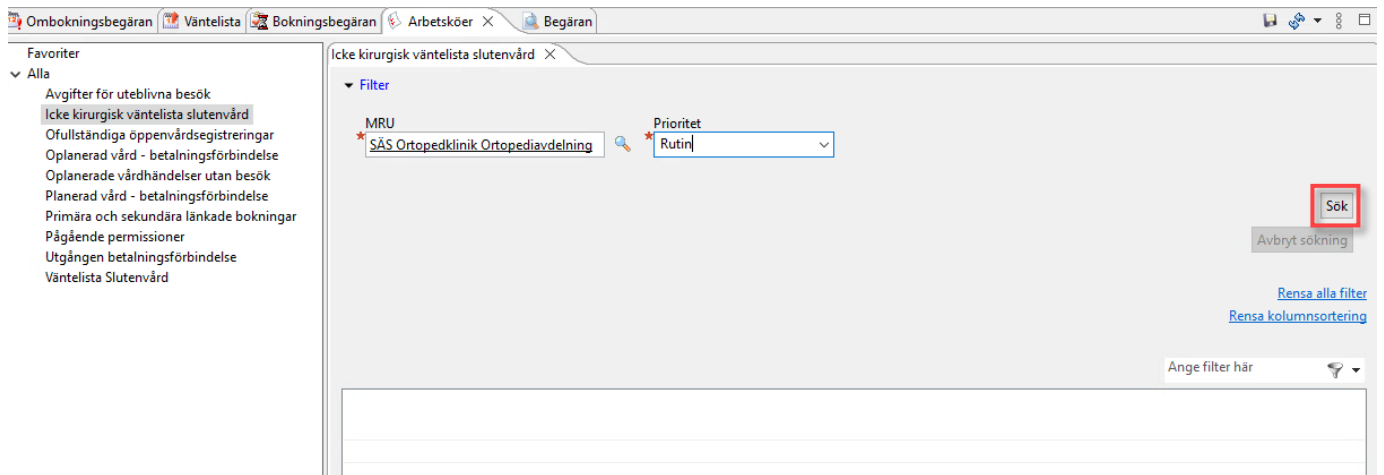 Ombokningsbegäran Väntelista Bokningsbegäran Arbetsköer Begäran
Favoriter
Alla
Avgifter för uteblivna besök
Icke kirurgisk väntelista slutenvård
Ofullständiga öppenvårdsegistreringar
Oplanerad vård - betalningsförbindelse
Oplanerade vårdhändelser utan besök
Planerad vård - betalningsförbindelse
Primära och sekundära länkade bokningar
Pågående permissioner
Utgången betalningsförbindelse
Väntelista Slutenvård
Icke kirurgisk väntelista slutenvård
Filter
MRU Prioritet
* SÄS Ortopedklinik Ortopediavdelning * Rutin
Sök
Avbryt sökning
Rensa alla filter
Rensa kolumnsortering
Ange filter här